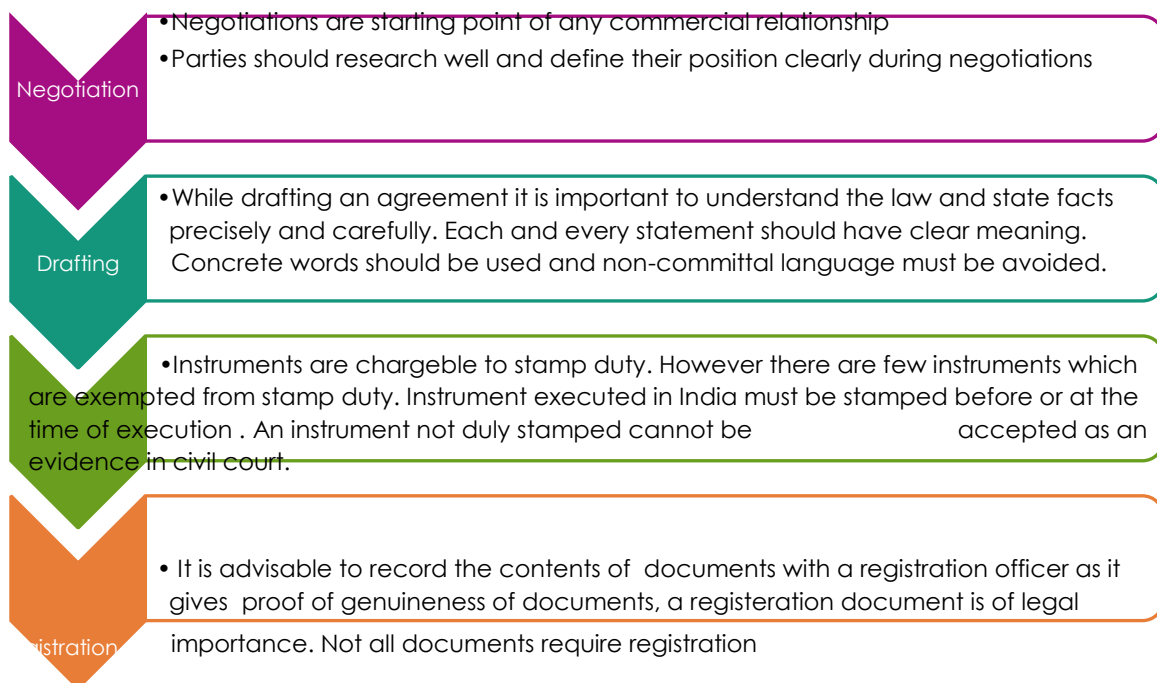 •Negotiations are starting point of any commercial relationship
•Parties should research well and define their position clearly during negotiations
Negotiation
•While drafting an agreement it is important to understand the law and state facts
precisely and carefully. Each and every statement should have clear meaning.
Drafting
Concrete words should be used and non-committal language must be avoided.
•Instruments are chargeble to stamp duty. However there are few instruments which
are exempted from stamp duty. Instrument executed in India must be stamped before or at the
time of execution . An instrument not duly stamped cannot be accepted as an
evidence in civil court.
• It is advisable to record the contents of documents with a registration officer as it
gives proof of genuineness of documents, a registeration document is of legal
importance. Not all documents require registration
istration